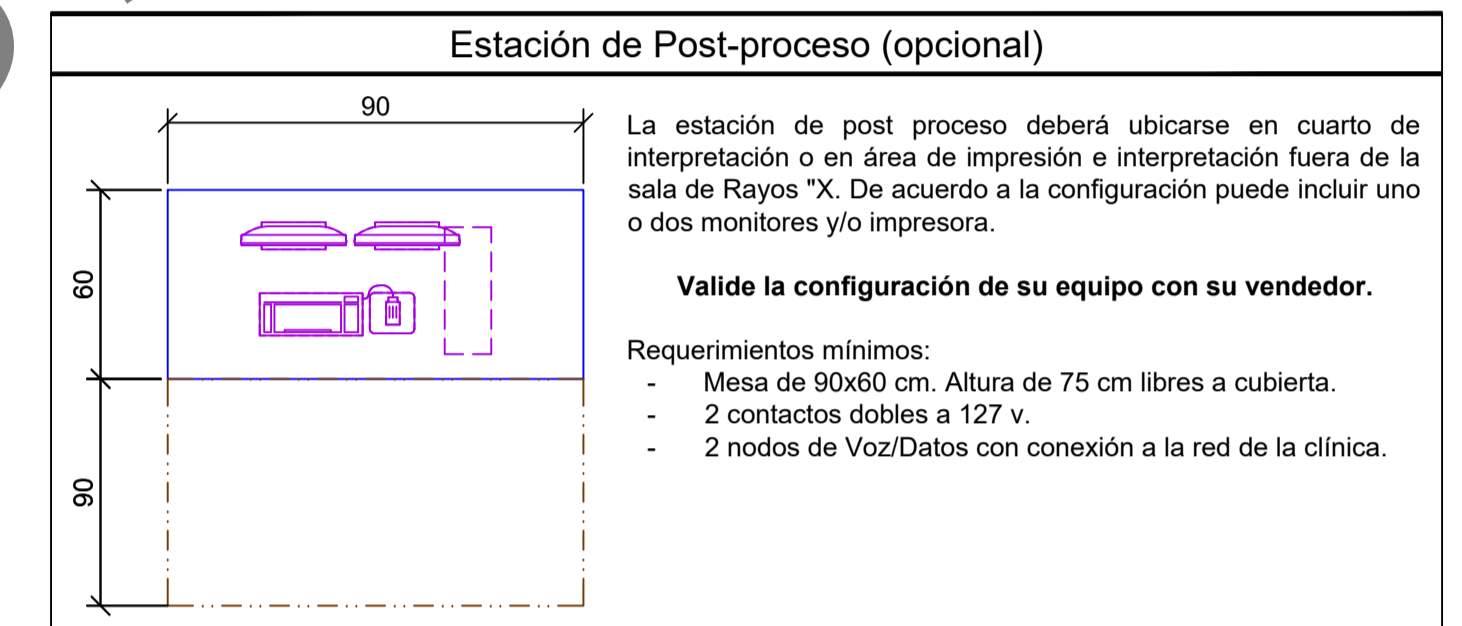 Estación de Post-proceso (opcional)
90
60
90
La estación de post proceso deberá ubicarse en cuarto de
interpretación o en área de impresión e interpretación fuera de la
sala de Rayos "X. De acuerdo a la configuración puede incluir uno
o dos monitores y/o impresora.
Valide la configuración de su equipo con su vendedor.
Requerimientos mínimos:
- Mesa de 90x60 cm. Altura de 75 cm libres a cubierta.
- 2 contactos dobles a 127 v.
- 2 nodos de Voz/Datos con conexión a la red de la clínica.